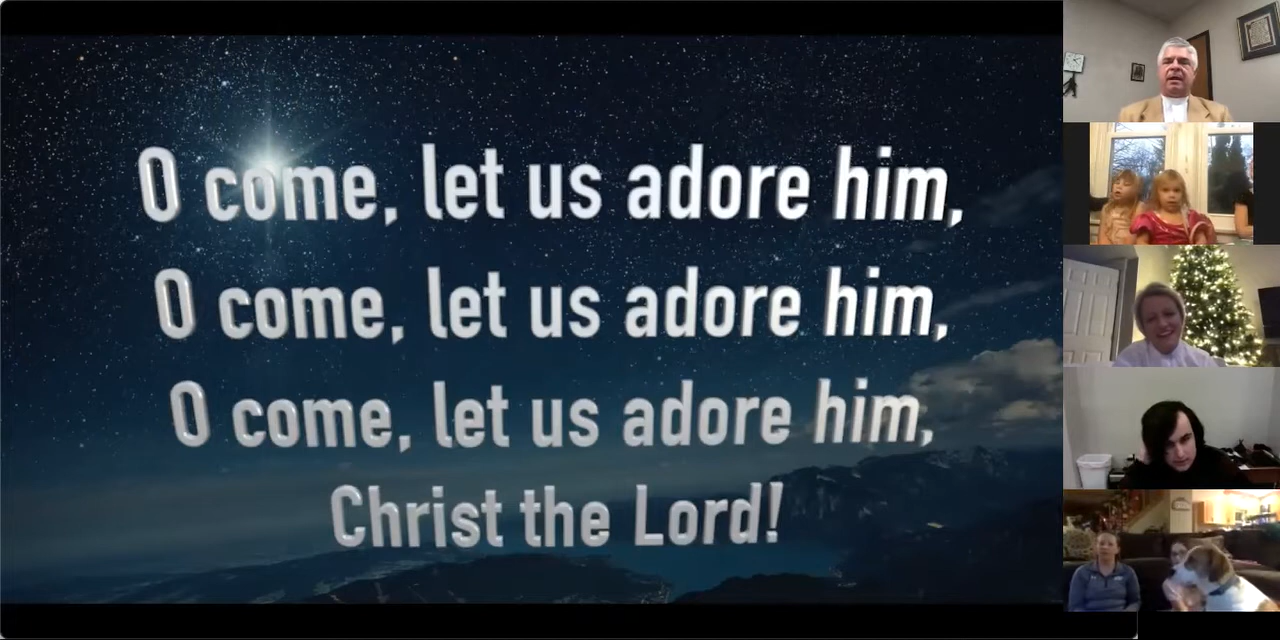 O come, let us adore him,
O come, let us adore him,
O come, let us adore him,
Christ the Lord!